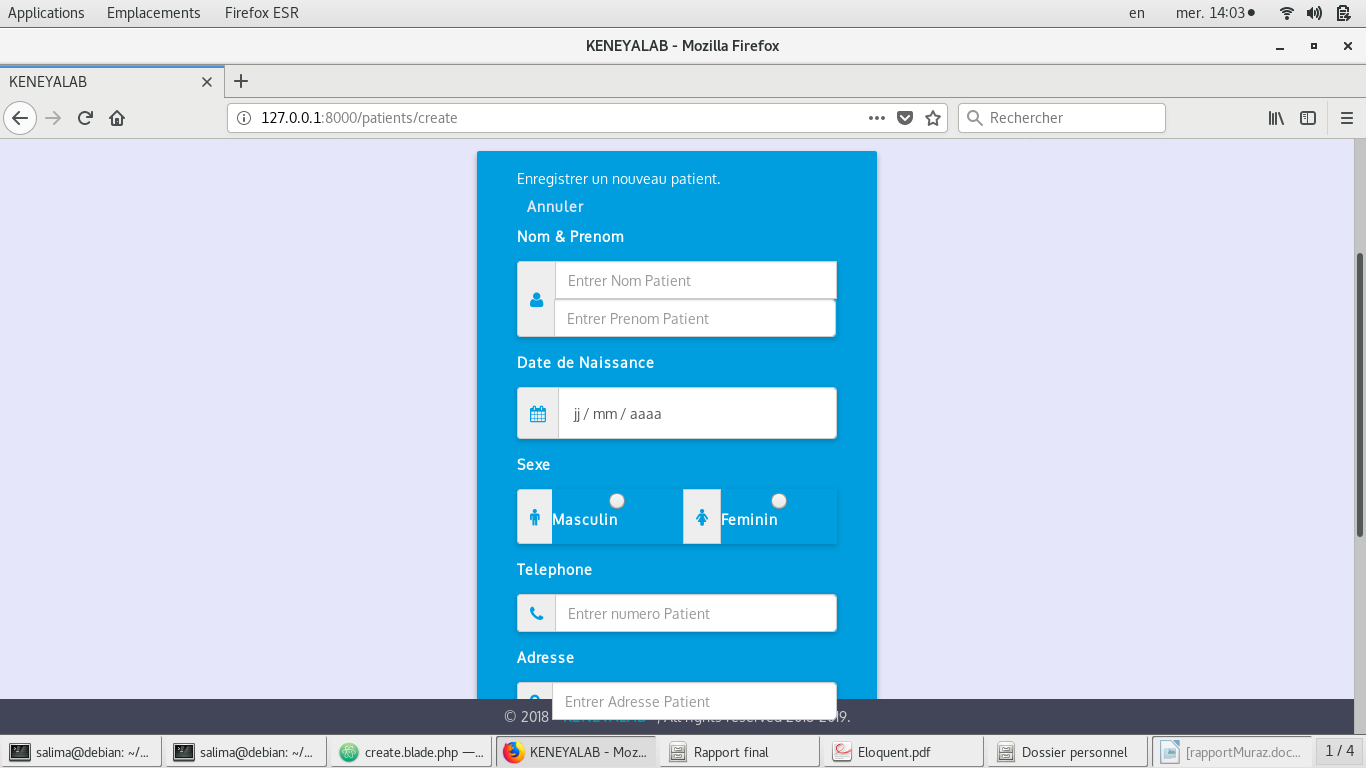 Applications Emplacements Firefox ESR en mer. 14:03
KENEYALAB - Mozilla Firefox
KENEYALAB
127.0.0.1:8000/patients/create Rechercher
Enregistrer un nouveau patient.
Annuler
Nom & Prenom
Entrer Nom Patient
Entrer Prenom Patient
Date de Naissance
jj / mm / aaaa
Sexe
Masculin Feminin
Telephone
Entrer numero Patient
Adresse
Entrer Adresse Patient
© 2018 All rights reserved 2018-2019.
salima@debian: ~/... salima@debian: ~/... create.blade.php —... KENEYALAB - Moz... Rapport final Eloquent.pdf Dossier personnel [rapportMuraz.doc... 1 / 4